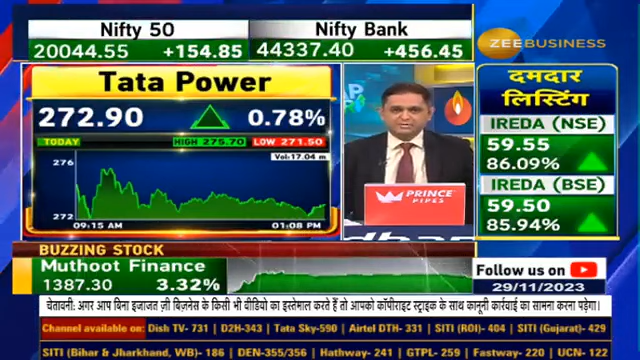 Nifty 50
20044.55 +154.85
Nifty Bank
44337.40 +456.45
ZEE BUSINESS
Tata Power
272.90 0.78%
TODAY HIGH 275.70 LOW 271.50
Vol:17.04 m
276
272
09:15 AM 01:08 PM
PRINCE
PIPES
दमदार
लिस्टिंग
IREDA (NSE)
59.55
86.09%
IREDA (BSE)
59.50
85.94%
BUZZING STOCK
Muthoot Finance
1387.30 3.32%
Follow us on
29/11/2023
चेतावनी: अगर आप बिना इजाजत ज़ी बिज़नेस के किसी भी वीडियो का इस्तेमाल करते हैं तो आपको कॉपीराइट स्ट्राइक के साथ कानूनी कार्रवाई का सामना करना पड़ेगा।
Channel available on: Dish TV- 731 | D2H-343 | Tata Sky-590 | Airtel DTH- 331 | SITI (ROI) - 404 | SITI (Gujarat) - 429
SITI (Bihar & Jharkhand, WB)- 186 | DEN-355/356 | Hathway- 241 | GTPL- 259 | Fastway- 220 | UCN- 122